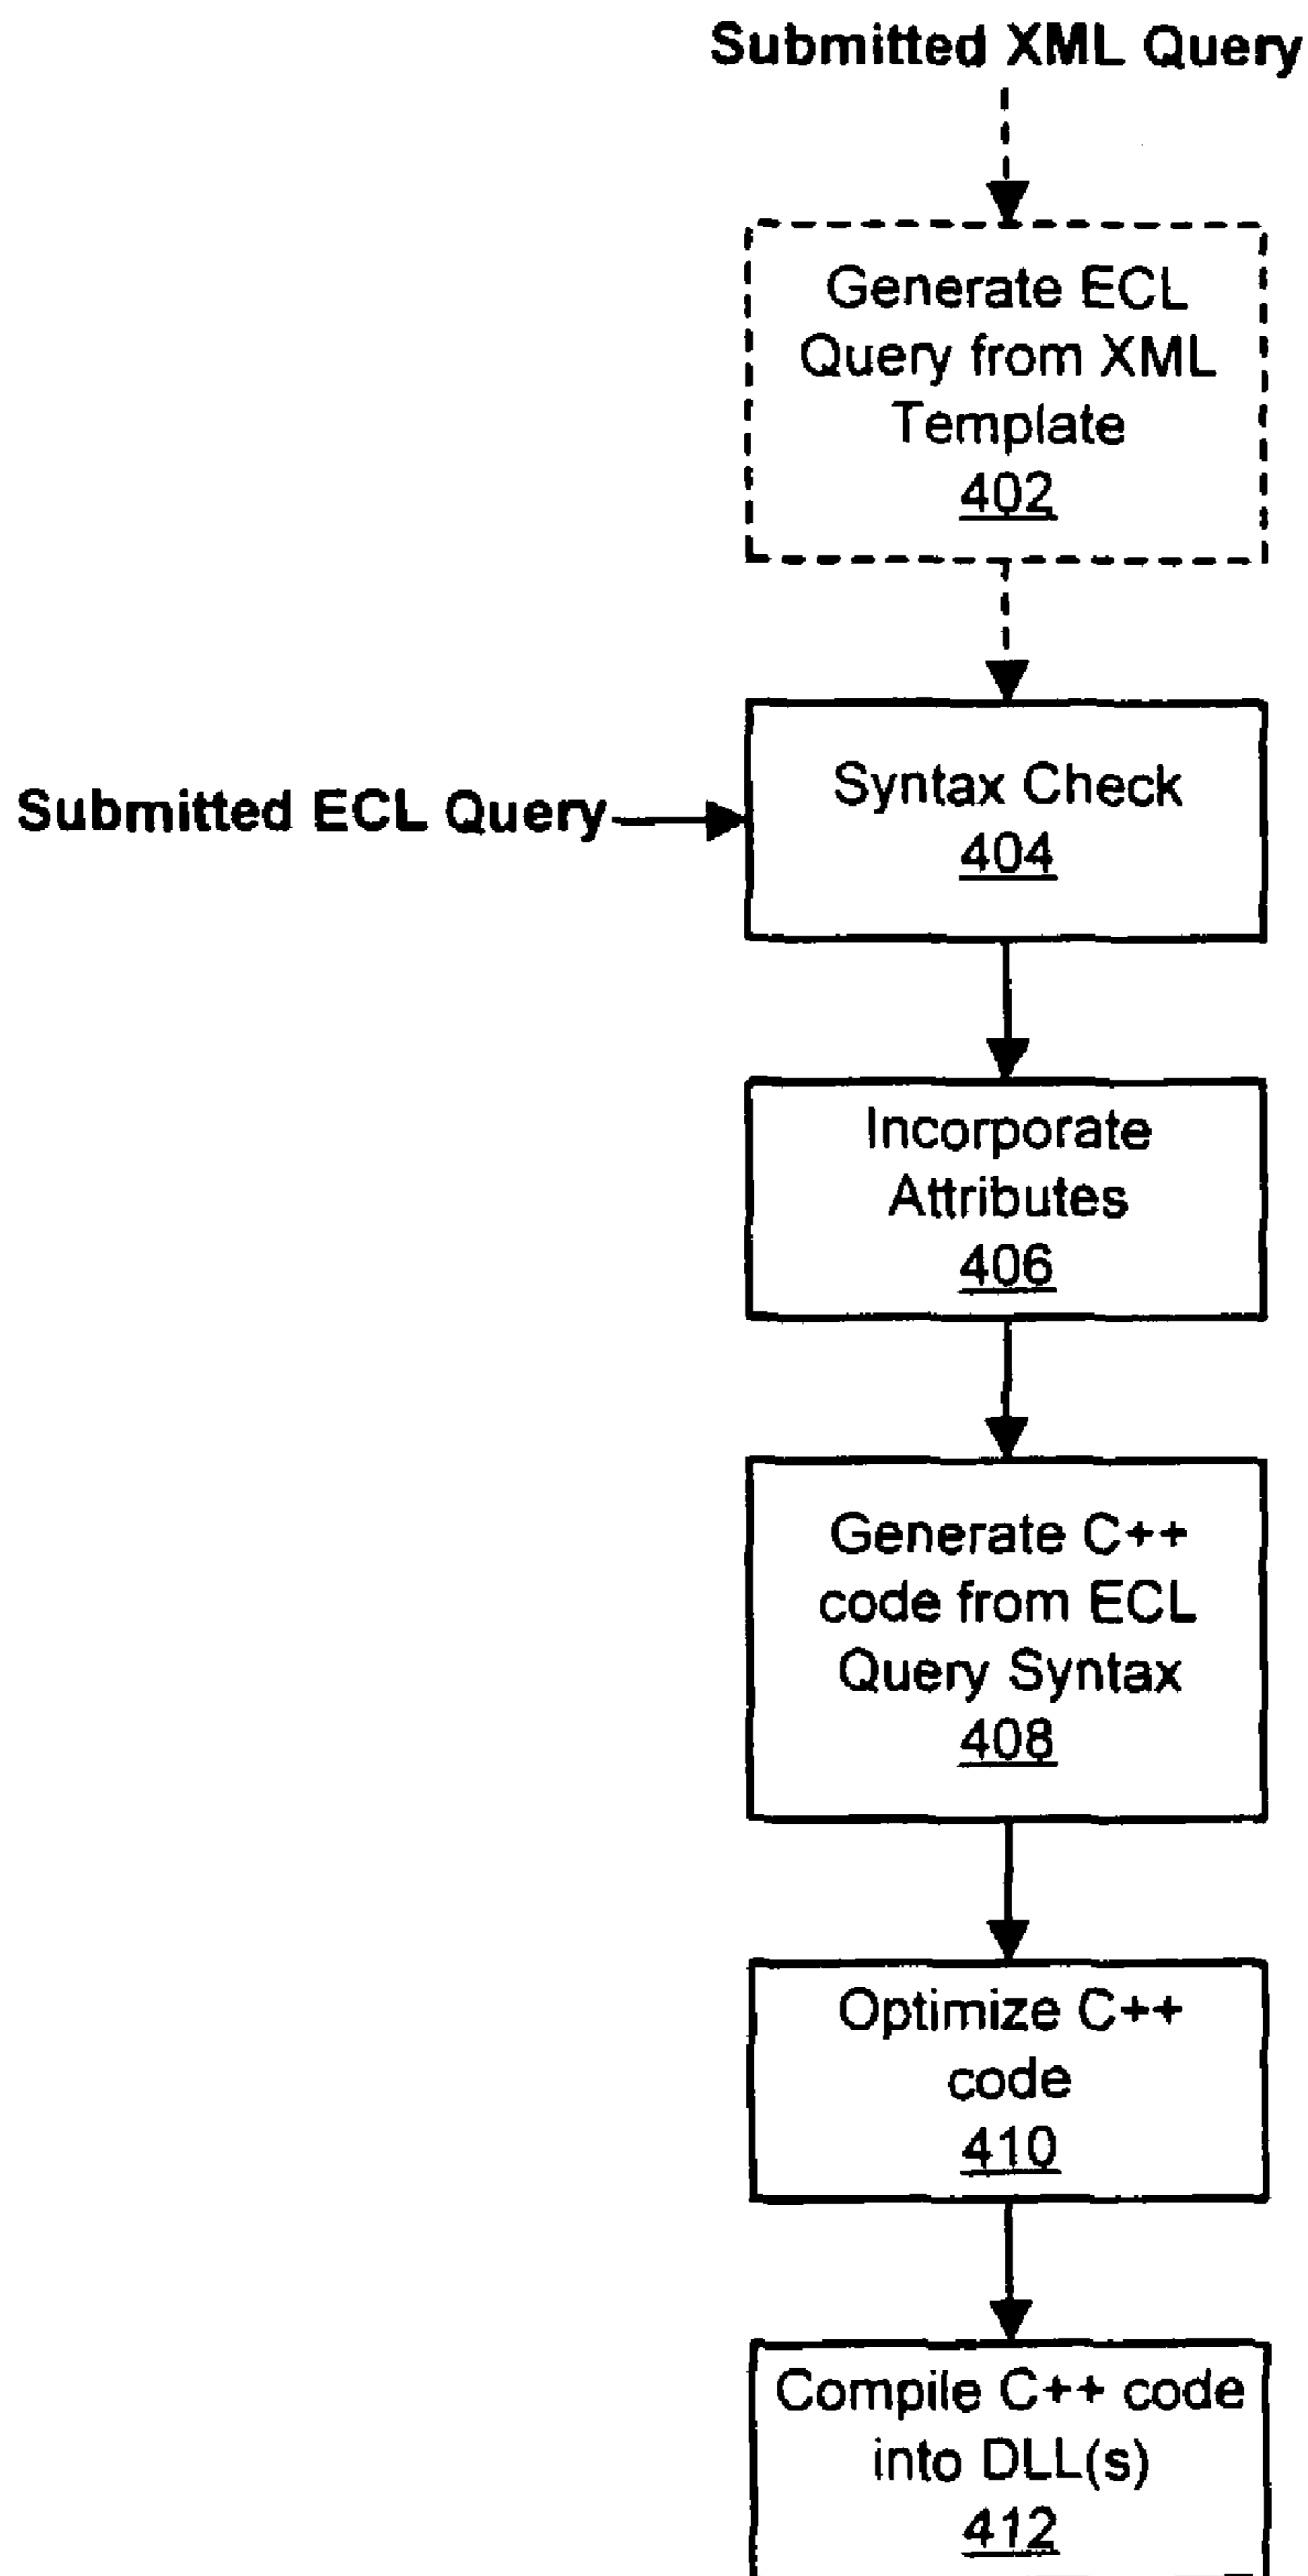 Submitted XML Query
Generate ECL
Query from XML
Template
402
Submitted ECL Query
Syntax Check
404
Incorporate
Attributes
406
Generate C++
code from ECL
Query Syntax
408
Optimize C++
code
410
Compile C++ code
into DLL(s)
412